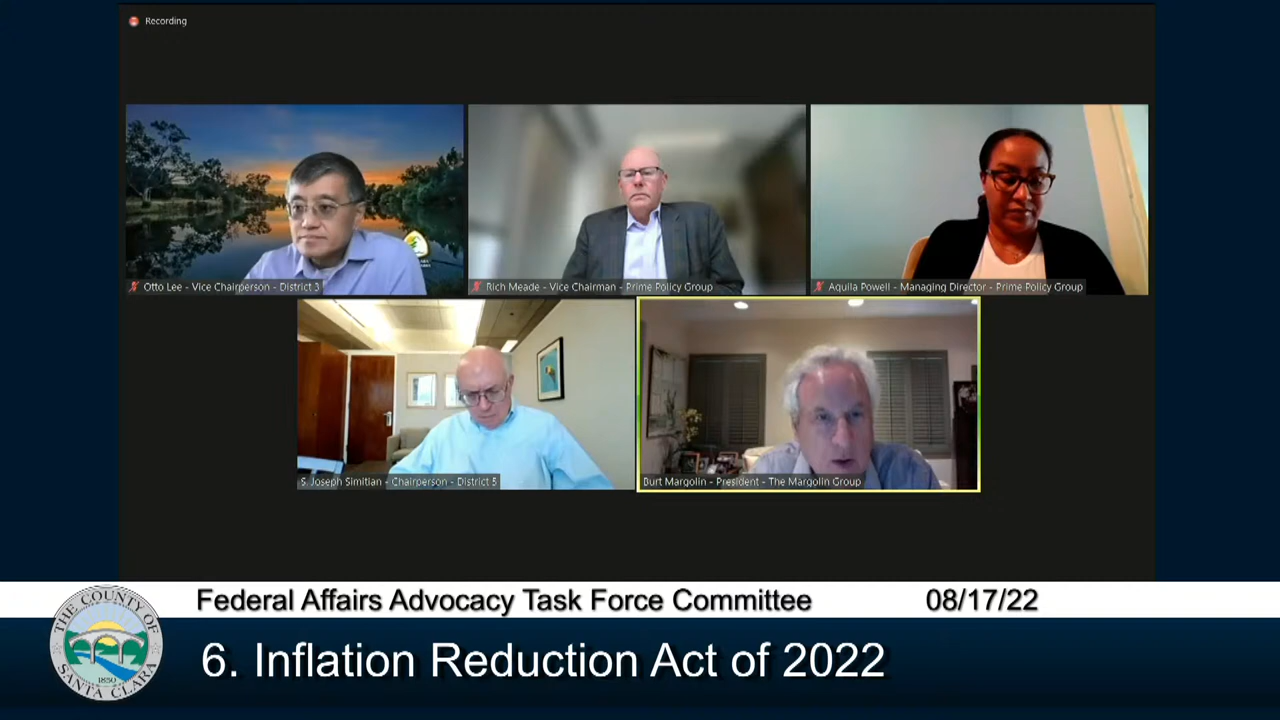 Recording
Otto Lee - Vice Chairperson - District 3
Rich Meade - Vice Chairman - Prime Policy Group
Aquila Powell - Managing Director - Prime Policy Group
S. Joseph Simitian - Chairperson - District 5
Burt Margolin - President - The Margolin Group
Federal Affairs Advocacy Task Force Committee
08/17/22
THE COUNTY OF SANTA CLARA
1850
6. Inflation Reduction Act of 2022